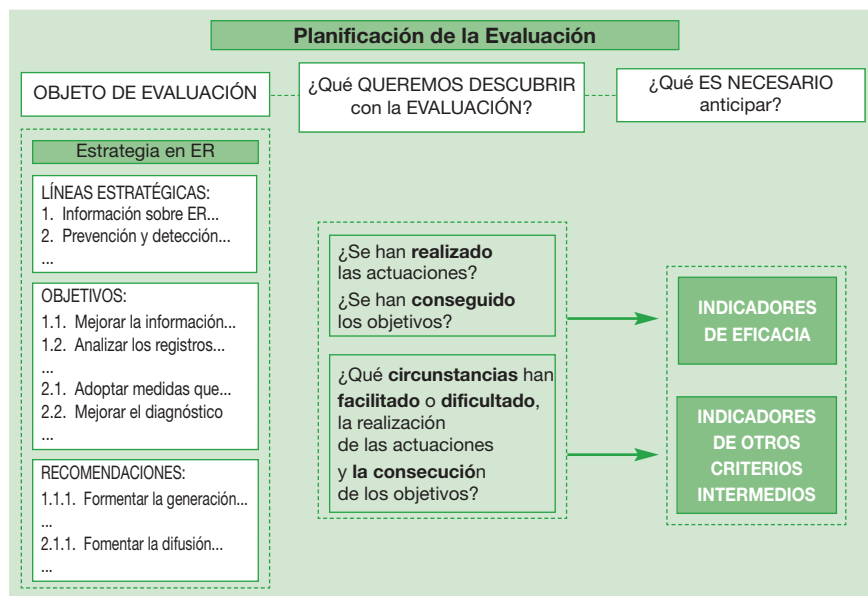 Planificación de la Evaluación
OBJETO DE EVALUACIÓN
¿Qué QUEREMOS DESCUBRIR
con la EVALUACIÓN?
¿Qué ES NECESARIO
anticipar?
Estrategia en ER
LÍNEAS ESTRATÉGICAS:
1. Información sobre ER...
2. Prevención y detección...
...
OBJETIVOS:
1.1. Mejorar la información...
1.2. Analizar los registros...
...
2.1. Adoptar medidas que...
2.2. Mejorar el diagnóstico
...
RECOMENDACIONES:
1.1.1. Formentar la generación...
...
2.1.1. Fomentar la difusión...
...
¿Se han realizado
las actuaciones?
¿Se han conseguido
los objetivos?
¿Qué circunstancias han
facilitado o dificultado,
la realización
de las actuaciones
y la consecución
de los objetivos?
INDICADORES
DE EFICACIA
INDICADORES
DE OTROS
CRITERIOS
INTERMEDIOS